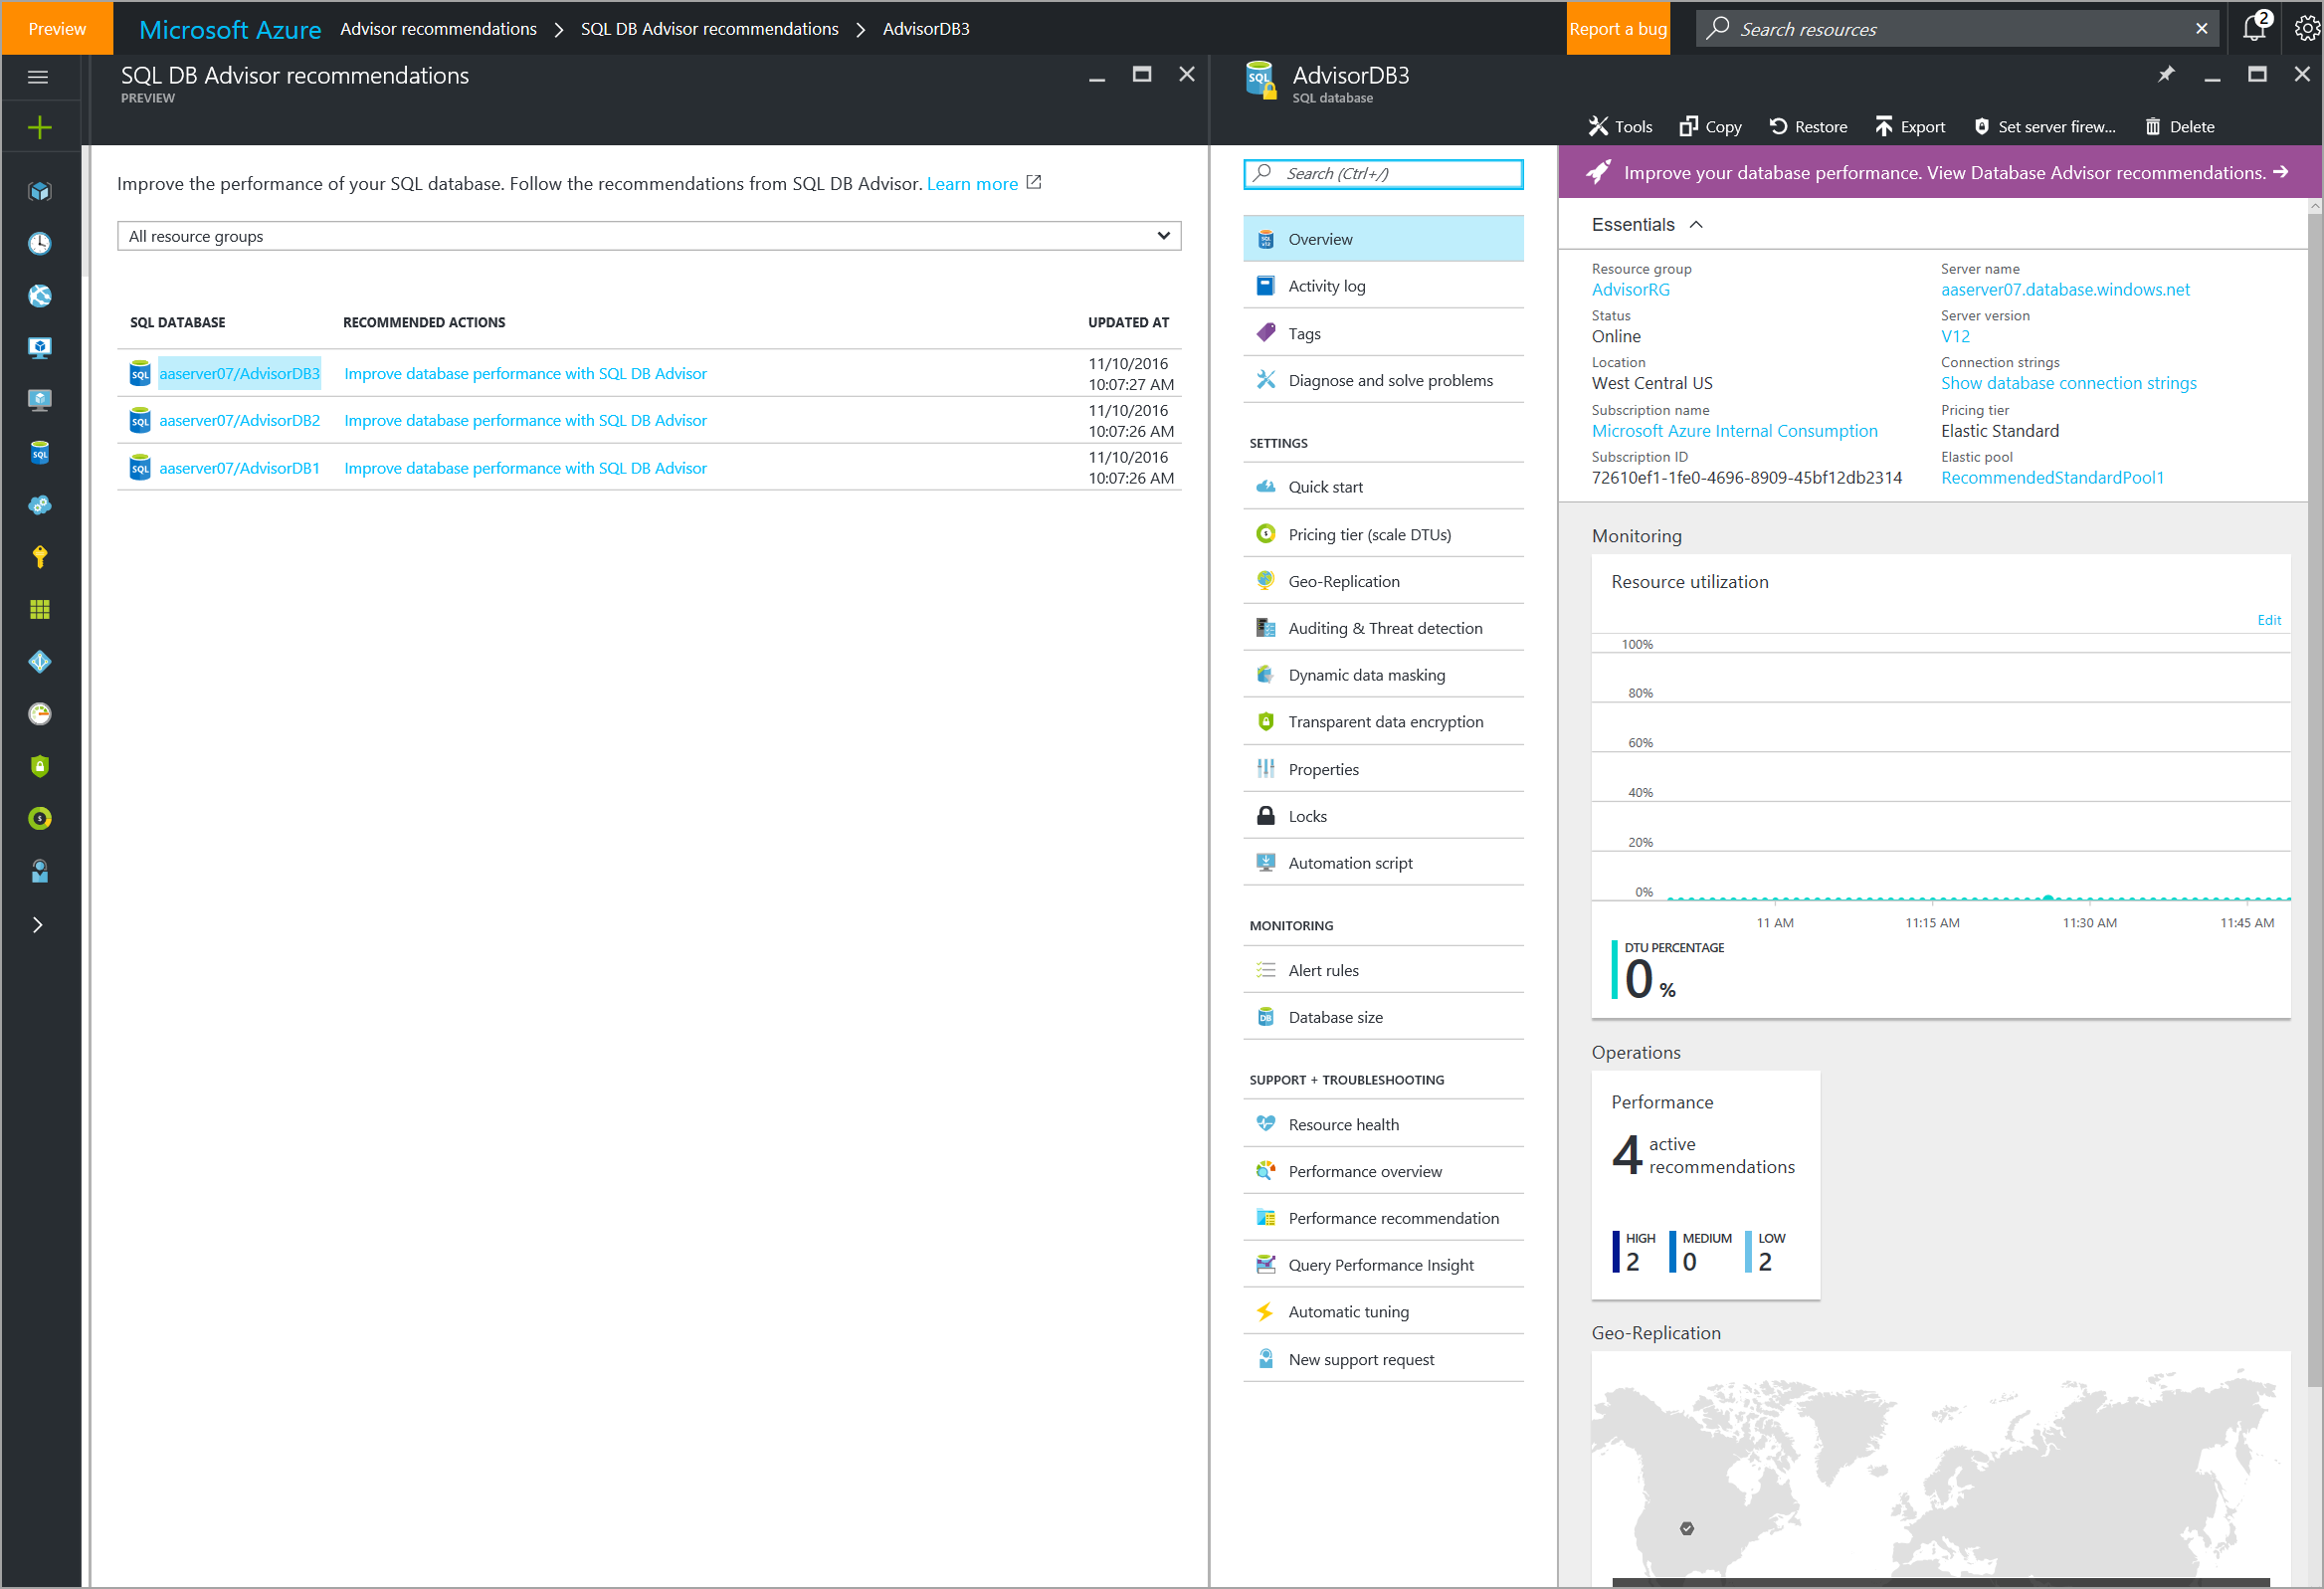 Preview
Microsoft Azure
Advisor recommendations
SQL DB Advisor recommendations
AdvisorDB3
Report a bug
Search resources
2
SQL DB Advisor recommendations
PREVIEW
Improve the performance of your SQL database. Follow the recommendations from SQL DB Advisor. Learn more
All resource groups
SQL DATABASE RECOMMENDED ACTIONS UPDATED AT
SQL aaserver07/AdvisorDB3 Improve database performance with SQL DB Advisor 11/10/2016
10:07:27 AM
SQL aaserver07/AdvisorDB2 Improve database performance with SQL DB Advisor 11/10/2016
10:07:26 AM
SQL aaserver07/AdvisorDB1 Improve database performance with SQL DB Advisor 11/10/2016
10:07:26 AM
SQL
SQL
AdvisorDB3
SQL database
Tools
Copy
Restore
Export
Set server firew...
Delete
Search (Ctrl+/)
Overview
Activity log
Tags
Diagnose and solve problems
SETTINGS
Quick start
Pricing tier (scale DTUs)
Geo-Replication
Auditing & Threat detection
Dynamic data masking
Transparent data encryption
Properties
Locks
Automation script
MONITORING
Alert rules
DB Database size
SUPPORT + TROUBLESHOOTING
Resource health
Performance overview
Performance recommendation
Query Performance Insight
Automatic tuning
New support request
Improve your database performance. View Database Advisor recommendations.
Essentials
Resource group
AdvisorRG
Status
Online
Location
West Central US
Subscription name
Microsoft Azure Internal Consumption
Subscription ID
72610ef1-1fe0-4696-8909-45bf12db2314
Server name
aaserver07.database.windows.net
Server version
V12
Connection strings
Show database connection strings
Pricing tier
Elastic Standard
Elastic pool
RecommendedStandardPool1
Monitoring
Resource utilization
Edit
100%
80%
60%
40%
20%
0%
11 AM 11:15 AM 11:30 AM 11:45 AM
DTU PERCENTAGE
0 %
Operations
Performance
4 active
recommendations
HIGH
2
MEDIUM
0
LOW
2
Geo-Replication